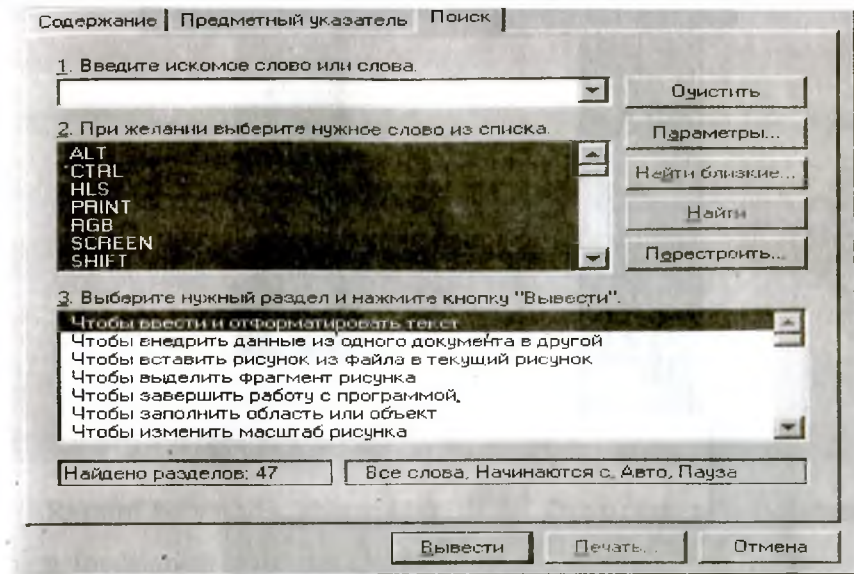 Содержание Предметный указатель Поиск
1. Введите искомое слово или слова.
Очистить
2. При желании выберите нужное слово из списка.
Параметры...
ALT
CTRL
HLS
PRINT
RGB
SCREEN
SHIFT
Найти близкие...
Найти
Перестроить...
3. Выберите нужный раздел и нажмите кнопку "Вывести".
Чтобы ввести и отформатировать текст
Чтобы внедрить данные из одного документа в другой
Чтобы вставить рисунок из файла в текущий рисунок
Чтобы выделить фрагмент рисунка
Чтобы завершить работу с программой.
Чтобы заполнить область или объект
Чтобы изменить масштаб рисунка
Найдено разделов: 47 Все слова, Начинаются с, Авто, Пауза
Вывести Печать... Отмена